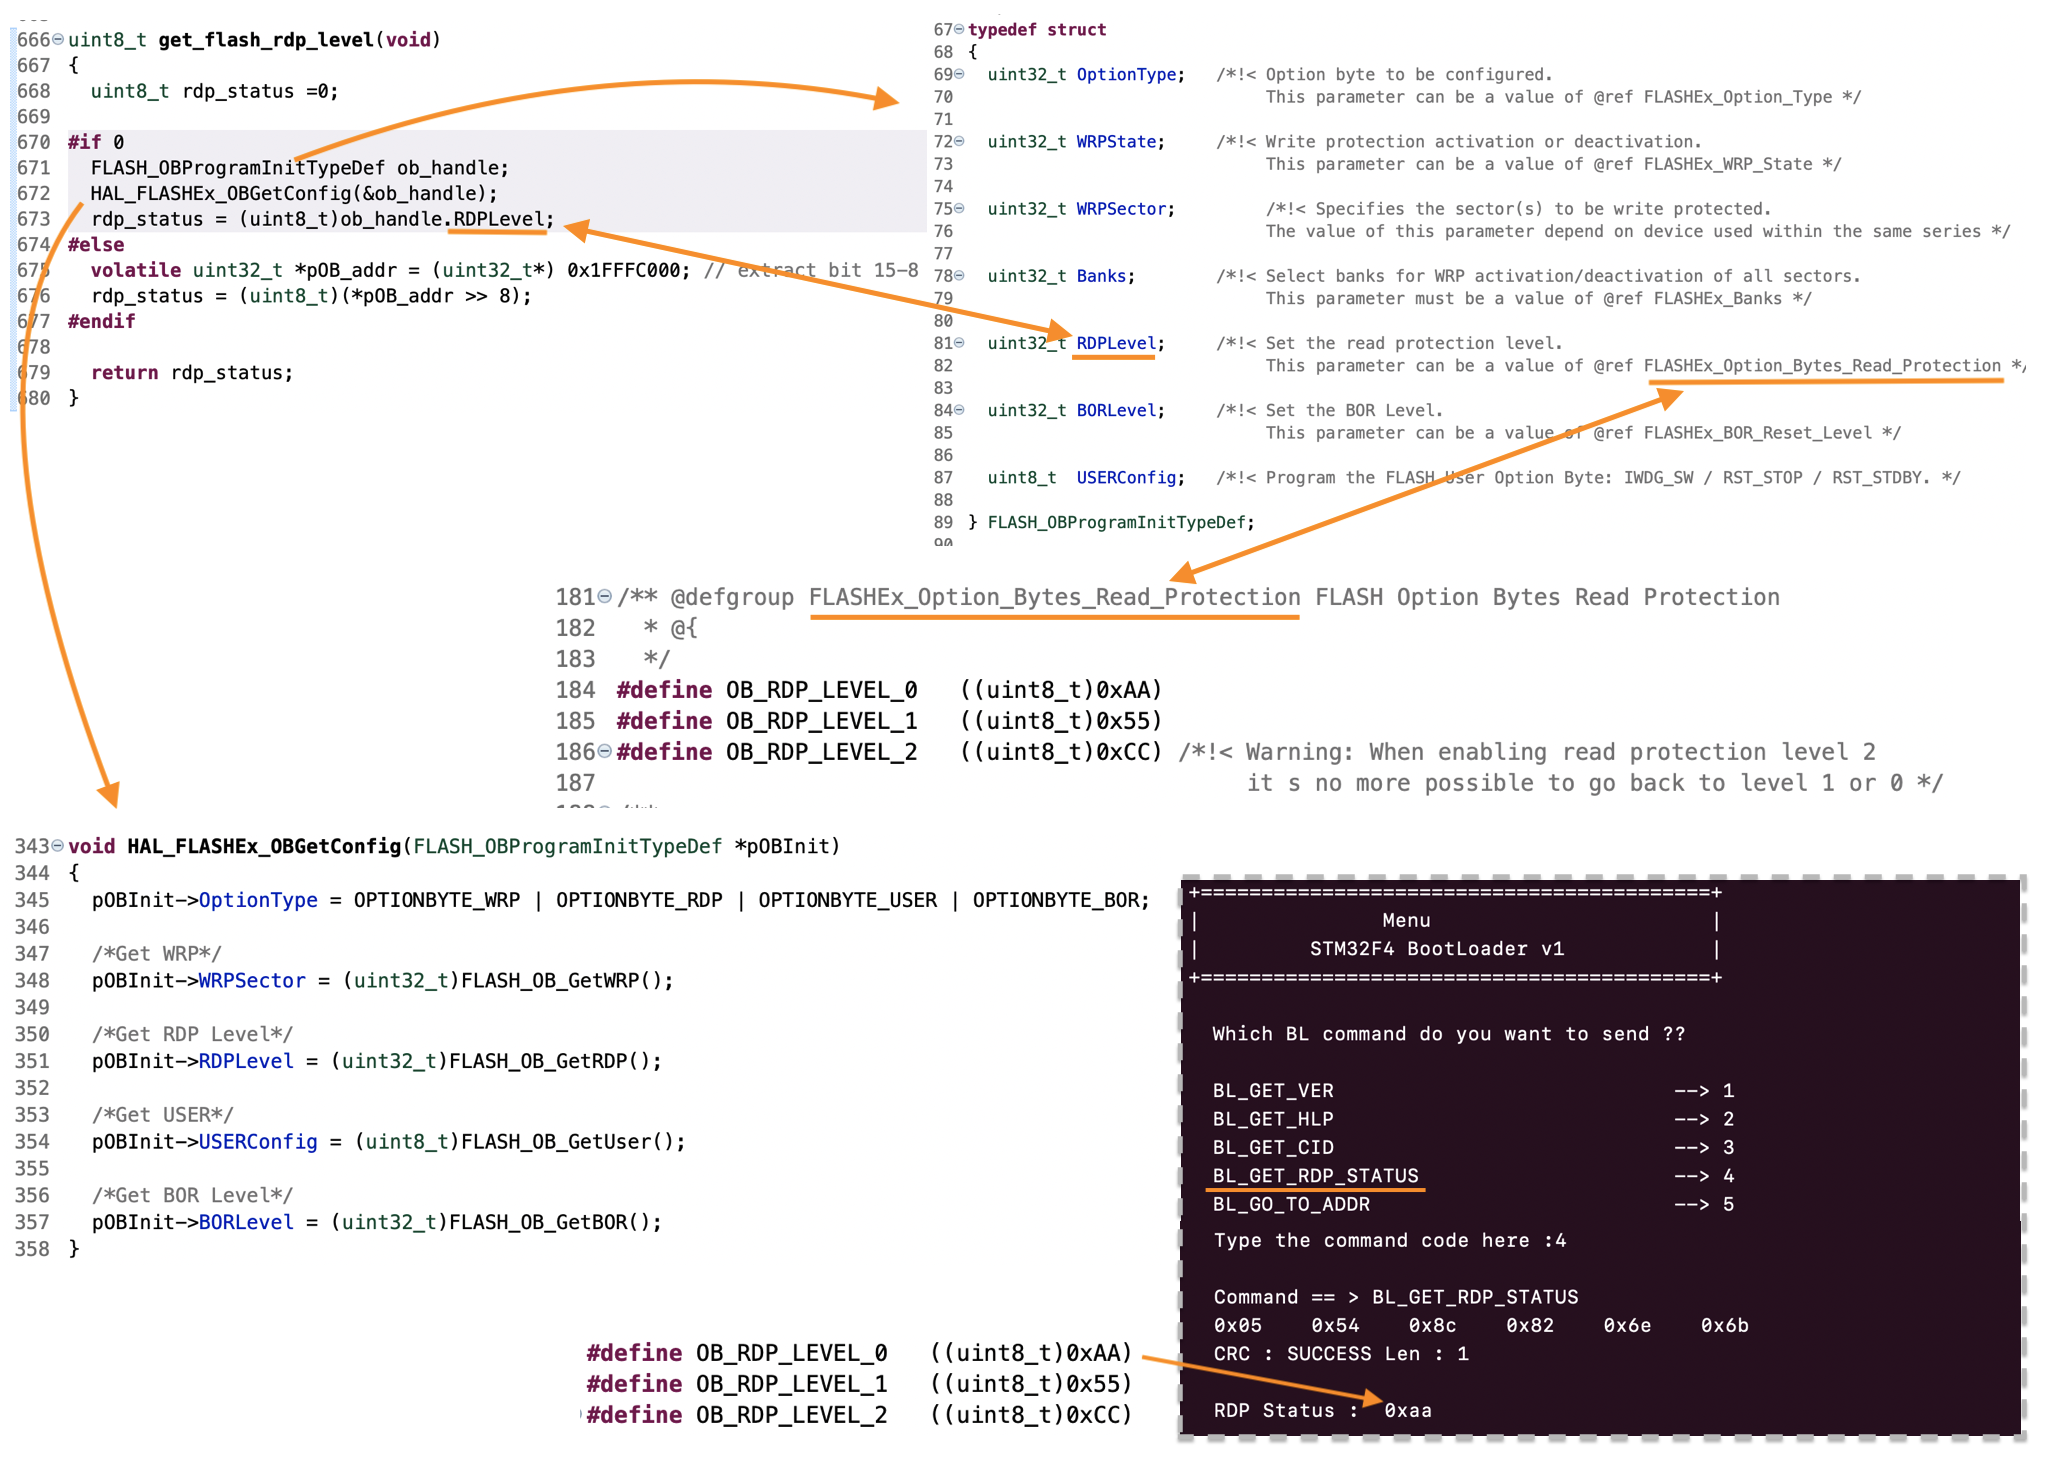 666 uint8_t get_flash_rdp_level(void)
667 {
668   uint8_t rdp_status =0;
669
670 #if 0
671   FLASH_OBProgramInitTypeDef ob_handle;
672   HAL_FLASHEx_OBGetConfig(&ob_handle);
673   rdp_status = (uint8_t)ob_handle.RDPLevel;
674 #else
675   volatile uint32_t *pOB_addr = (uint32_t*) 0x1FFFC000; // extract bit 15-8
676   rdp_status = (uint8_t)(*pOB_addr >> 8);
677 #endif
678
679   return rdp_status;
680 }
67 typedef struct
68 {
69   uint32_t OptionType;   /*!< Option byte to be configured.
70                               This parameter can be a value of @ref FLASHEx_Option_Type */
71
72   uint32_t WRPState;     /*!< Write protection activation or deactivation.
73                               This parameter can be a value of @ref FLASHEx_WRP_State */
74
75   uint32_t WRPSector;         /*!< Specifies the sector(s) to be write protected.
76                               The value of this parameter depend on device used within the same series */
77
78   uint32_t Banks;        /*!< Select banks for WRP activation/deactivation of all sectors.
79                               This parameter must be a value of @ref FLASHEx_Banks */
80
81   uint32_t RDPLevel;     /*!< Set the read protection level.
82                               This parameter can be a value of @ref FLASHEx_Option_Bytes_Read_Protection */
83
84   uint32_t BORLevel;     /*!< Set the BOR Level.
85                               This parameter can be a value of @ref FLASHEx_BOR_Reset_Level */
86
87   uint8_t  USERConfig;   /*!< Program the FLASH User Option Byte: IWDG_SW / RST_STOP / RST_STDBY. */
88
89 } FLASH_OBProgramInitTypeDef;
90
181 /** @defgroup FLASHEx_Option_Bytes_Read_Protection FLASH Option Bytes Read Protection
182   * @{
183   */
184 #define OB_RDP_LEVEL_0   ((uint8_t)0xAA)
185 #define OB_RDP_LEVEL_1   ((uint8_t)0x55)
186 #define OB_RDP_LEVEL_2   ((uint8_t)0xCC) /*!< Warning: When enabling read protection level 2
187                                               it s no more possible to go back to level 1 or 0 */
343 void HAL_FLASHEx_OBGetConfig(FLASH_OBProgramInitTypeDef *pOBInit)
344 {
345   pOBInit->OptionType = OPTIONBYTE_WRP | OPTIONBYTE_RDP | OPTIONBYTE_USER | OPTIONBYTE_BOR;
346
347   /*Get WRP*/
348   pOBInit->WRPSector = (uint32_t)FLASH_OB_GetWRP();
349
350   /*Get RDP Level*/
351   pOBInit->RDPLevel = (uint32_t)FLASH_OB_GetRDP();
352
353   /*Get USER*/
354   pOBInit->USERConfig = (uint8_t)FLASH_OB_GetUser();
355
356   /*Get BOR Level*/
357   pOBInit->BORLevel = (uint32_t)FLASH_OB_GetBOR();
358 }
#define OB_RDP_LEVEL_0   ((uint8_t)0xAA)
#define OB_RDP_LEVEL_1   ((uint8_t)0x55)
#define OB_RDP_LEVEL_2   ((uint8_t)0xCC)
+==========================================+
|               Menu                       |
|         STM32F4 BootLoader v1            |
+==========================================+
Which BL command do you want to send ??
BL_GET_VER                            --> 1
BL_GET_HLP                            --> 2
BL_GET_CID                            --> 3
BL_GET_RDP_STATUS                     --> 4
BL_GO_TO_ADDR                         --> 5
Type the command code here :4
Command == > BL_GET_RDP_STATUS
0x05    0x54    0x8c    0x82    0x6e    0x6b
CRC : SUCCESS Len : 1
RDP Status :  0xaa